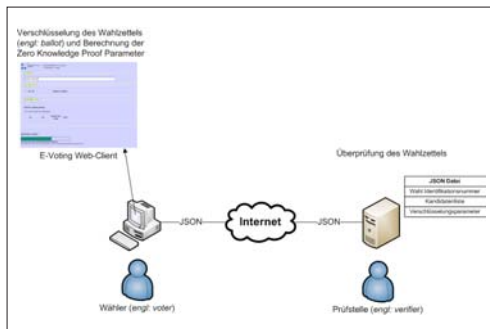 Verschlüsselung des Wahlzettels
(engl: ballot) und Berechnung der
Zero Knowledge Proof Parameter
E-Voting Web-Client
Überprüfung des Wahlzettels
JSON Datei
Wahl Identifikationsnummer
Kandidatenliste
Verschlüsselungsparameter
JSON
Internet
JSON
Wähler (engl: voter)
Prüfstelle (engl: verifier)